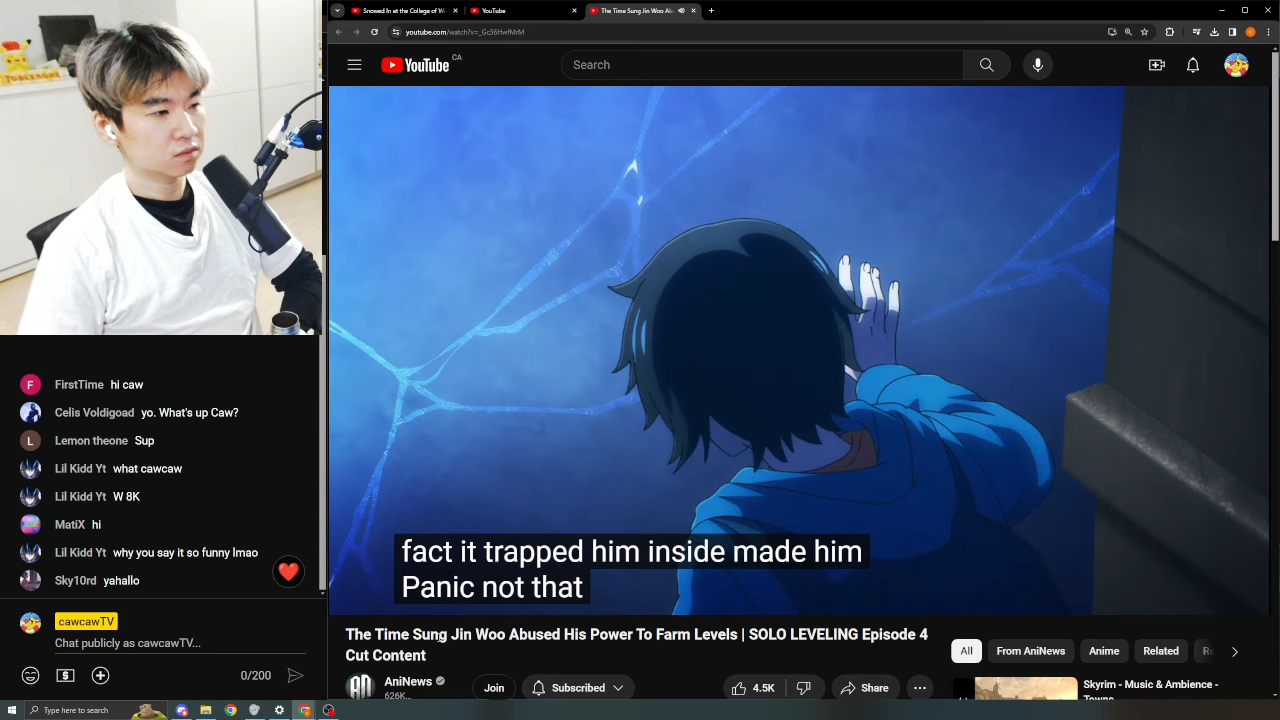 Snowed In at the College of W
YouTube
The Time Sung Jin Woo Ab
youtube.com/watch?v=_Gc36HwfMrM
YouTube CA
Search
TOBLERONE
FirstTime hi caw
Celis Voldigoad yo. What's up Caw?
L Lemon theone Sup
Lil Kidd Yt what cawcaw
Lil Kidd Yt W 8K
MatiX hi
Lil Kidd Yt why you say it so funny lmao
Sky10rd yahallo
cawcawTV
Chat publicly as cawcawTV...
0/200
fact it trapped him inside made him
Panic not that
The Time Sung Jin Woo Abused His Power To Farm Levels | SOLO LEVELING Episode 4
Cut Content
AniNews
626K
Join
Subscribed
4.5K
Share
All
From AniNews
Anime
Related
Skyrim - Music & Ambience -
Towns
Type here to search